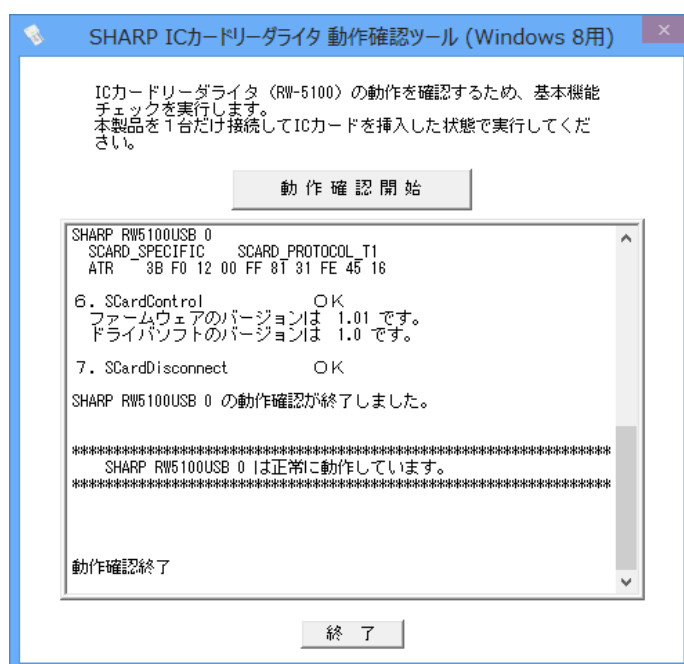 SHARP ICカードリーダライタ 動作確認ツール (Windows 8用)
ICカードリーダライタ（RW-5100）の動作を確認するため、基本機能
チェックを実行します。
本製品を１台だけ接続してICカードを挿入した状態で実行してくだ
さい。
動 作 確 認 開 始
SHARP RW5100USB 0
SCARD_SPECIFIC SCARD_PROTOCOL_T1
ATR 3B F0 12 00 FF 81 31 FE 45 16
６．SCardControl ＯＫ
ファームウェアのバージョンは 1.01 です。
ドライバソフトのバージョンは 1.0 です。
７．SCardDisconnect ＯＫ
SHARP RW5100USB 0 の動作確認が終了しました。
******************************************************************
SHARP RW5100USB 0 は正常に動作しています。
******************************************************************
動作確認終了
終 了